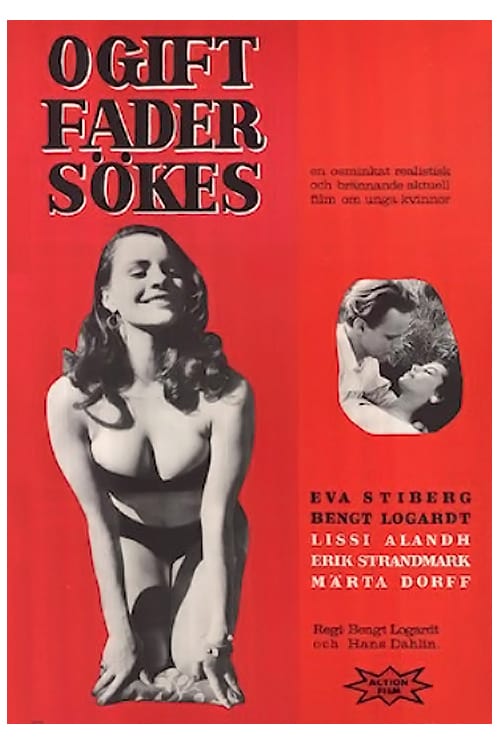 OGIFT
FADER
SÖKES
en osminkat realistisk
och brännande aktuell
film om unga kvinnor
EVA STIBERG
BENGT LOGARDT
LISSI ALANDH
ERIK STRANDMARK
MÄRTA DORFF
Regi: Bengt Logardt
och Hans Dahlin.
ACTION
FILM